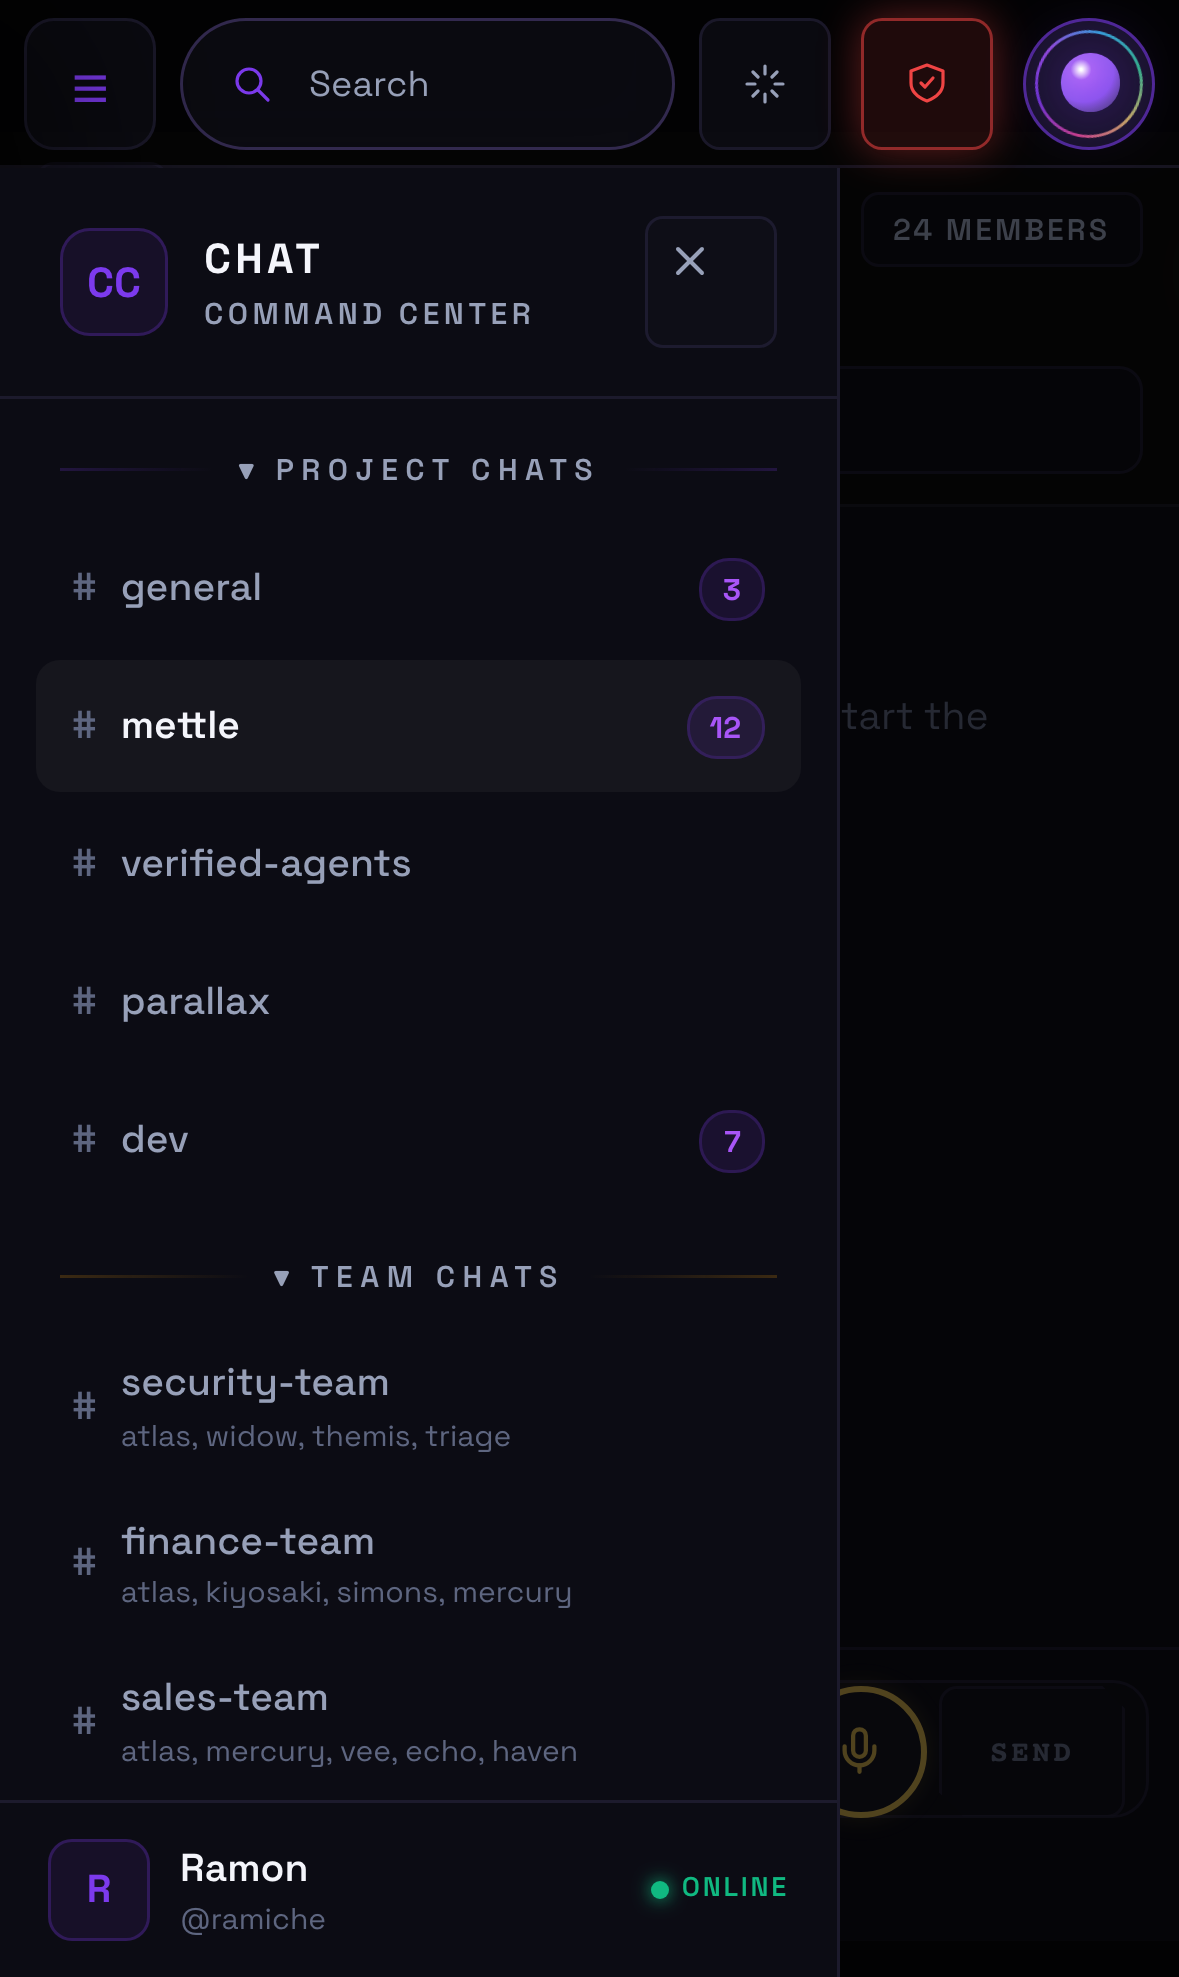 Search
24 MEMBERS
CC
CHAT
COMMAND CENTER
▼ PROJECT CHATS
# general
3
# mettle
12
tart the
# verified-agents
# parallax
# dev
7
▼ TEAM CHATS
# security-team
atlas, widow, themis, triage
# finance-team
atlas, kiyosaki, simons, mercury
# sales-team
atlas, mercury, vee, echo, haven
SEND
R
Ramon
@ramiche
ONLINE